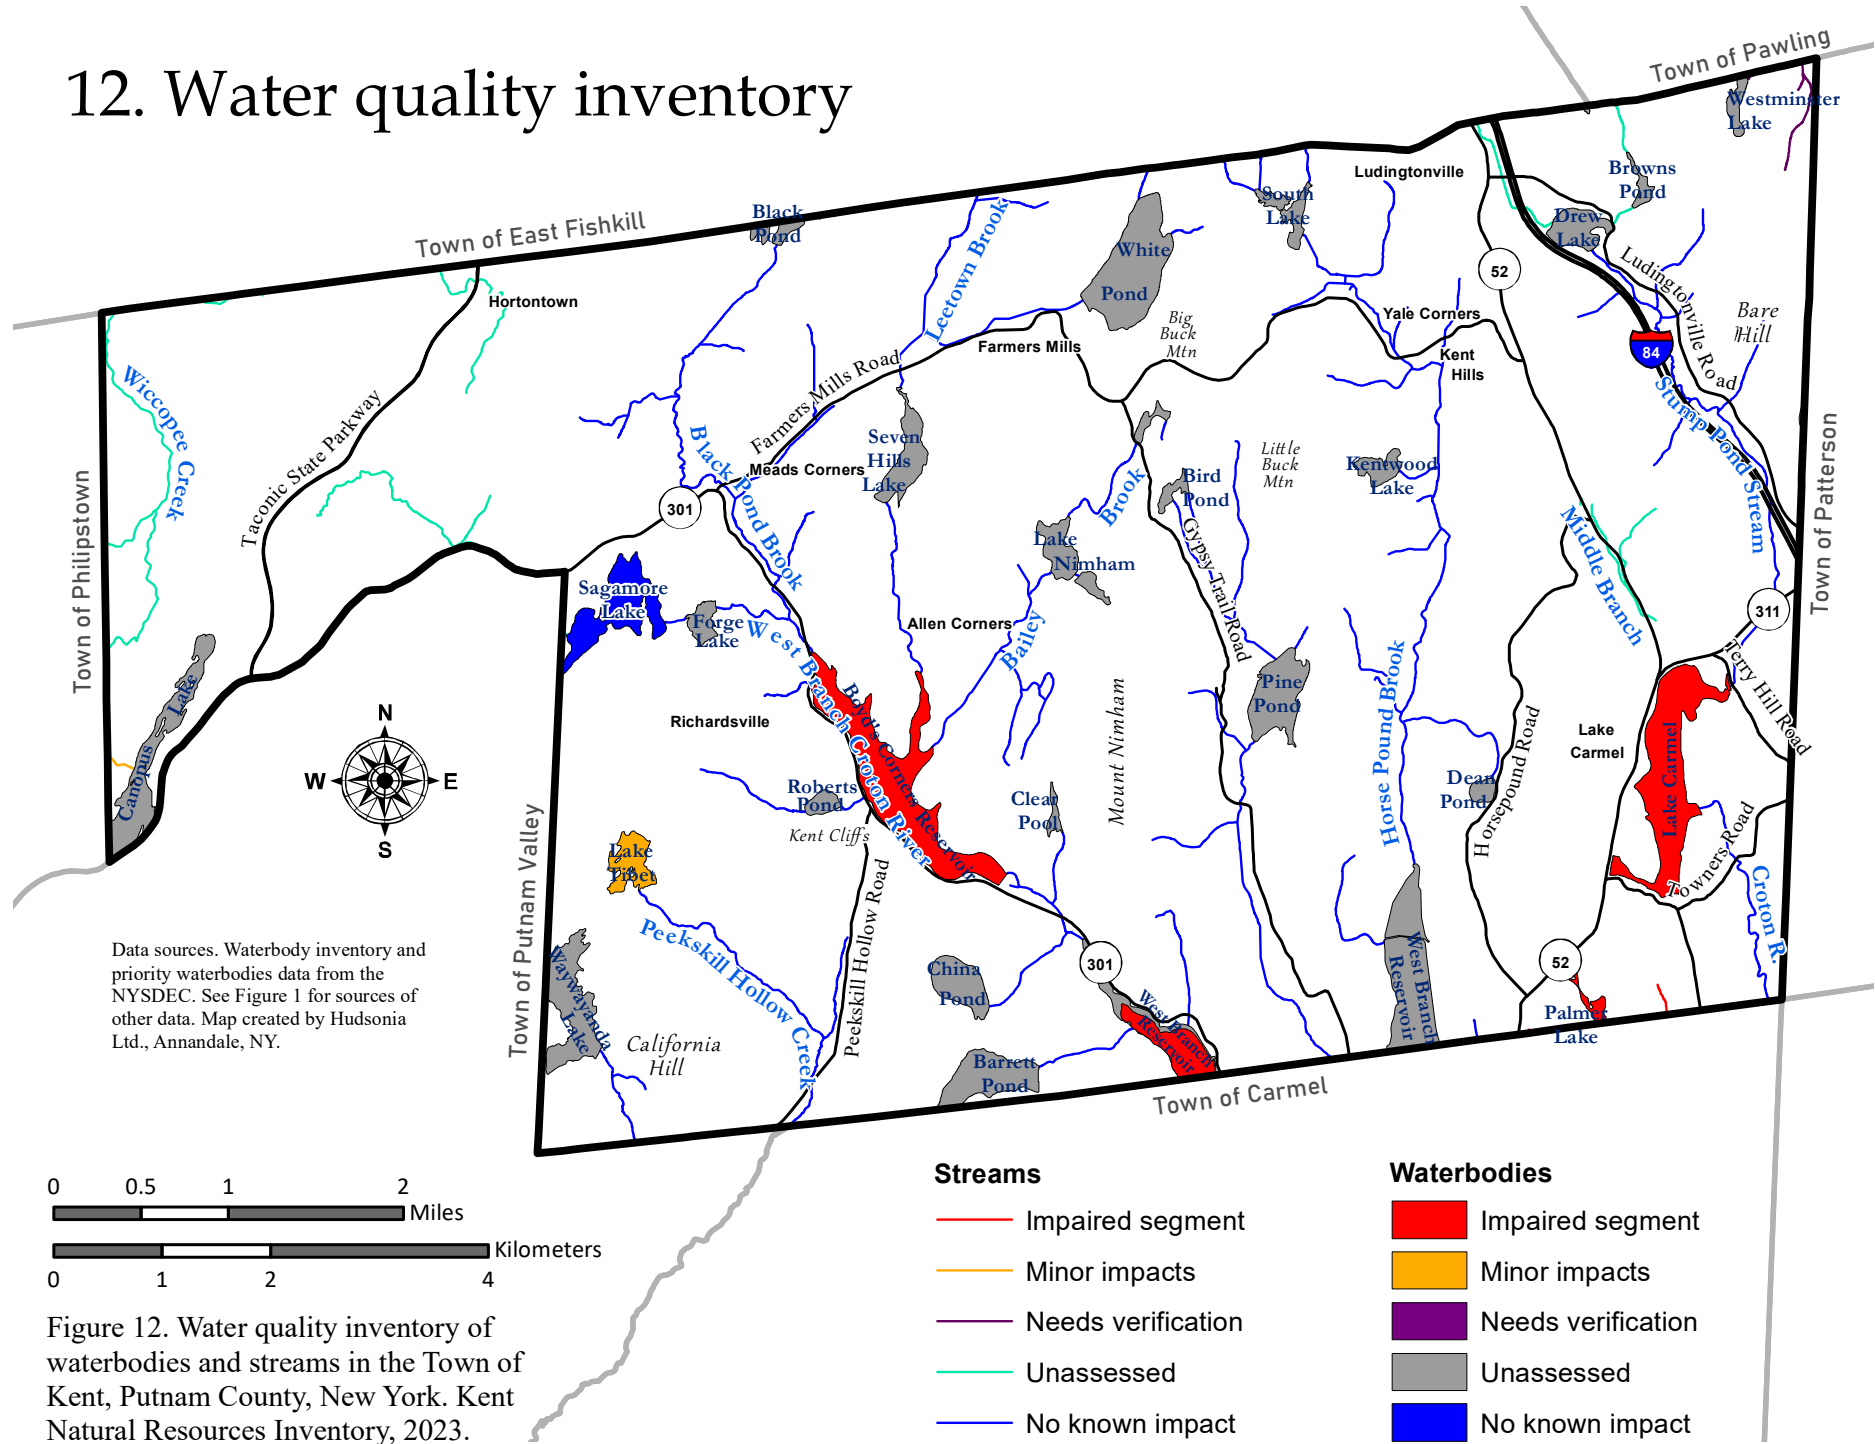 12. Water quality inventory
Town of Pawling
Westminster
Lake
Browns
Pond
Ludingtonville
South
Lake
Black
Pond
Drew
Lake
Town of East Fishkill
Leetown Brook
White
Pond
52
Ludingtonville Road
Hortontown
Big
Buck
Mtn
Yale Corners
Bare
Hill
Farmers Mills
Kent
Hills
84
Wiccopee Creek
Taconic State Parkway
Farmers Mills Road
Black Pond Brook
Meads Corners
Seven
Hills
Lake
Little
Buck
Mtn
Kentwood
Lake
Stump Pond Stream
Town of Patterson
Town of Philipstown
301
Bird
Pond
Bailey
Brook
Lake
Nimham
Gypsy Trail Road
Middle Branch
Sagamore
Lake
Forge
Lake
West Branch Croton River
Allen Corners
311
Terry Hill Road
Canopus
Lake
Richardsville
Boyd's Corners Reservoir
Mount Nimham
Pine
Pond
Horse Pound Brook
Horsepound Road
Lake
Carmel
Lake Carmel
N
W
E
S
Roberts
Pond
Kent Cliffs
Clear
Pool
Dean
Pond
Towners Road
Croton R.
Town of Putnam Valley
Lake
Tibet
Peekskill Hollow Road
Peekskill Hollow Creek
Waywayanda
Lake
California
Hill
China
Pond
301
West Branch
Reservoir
West Branch
Reservoir
52
Palmer
Lake
Barrett
Pond
Town of Carmel
Data sources. Waterbody inventory and
priority waterbodies data from the
NYSDEC. See Figure 1 for sources of
other data. Map created by Hudsonia
Ltd., Annandale, NY.
0 0.5 1 2
Miles
Kilometers
0 1 2 4
Figure 12. Water quality inventory of
waterbodies and streams in the Town of
Kent, Putnam County, New York. Kent
Natural Resources Inventory, 2023.
Streams
Impaired segment
Minor impacts
Needs verification
Unassessed
No known impact
Waterbodies
Impaired segment
Minor impacts
Needs verification
Unassessed
No known impact